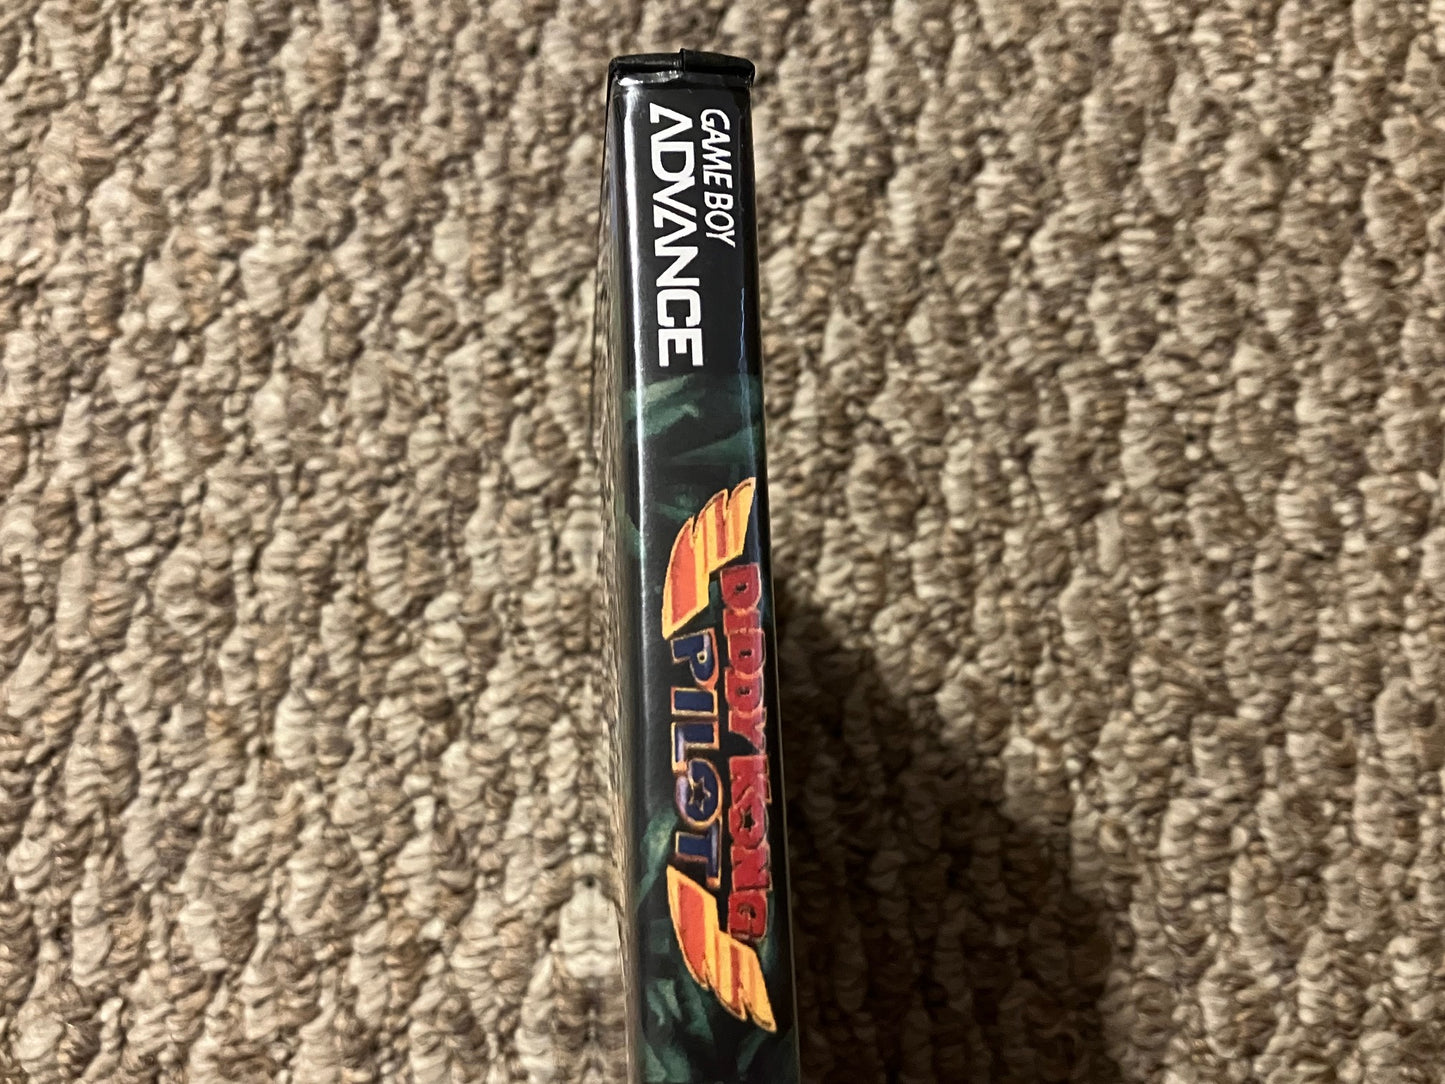 GAME BOY
ADVANCE
DIDDY KONG
PILOT